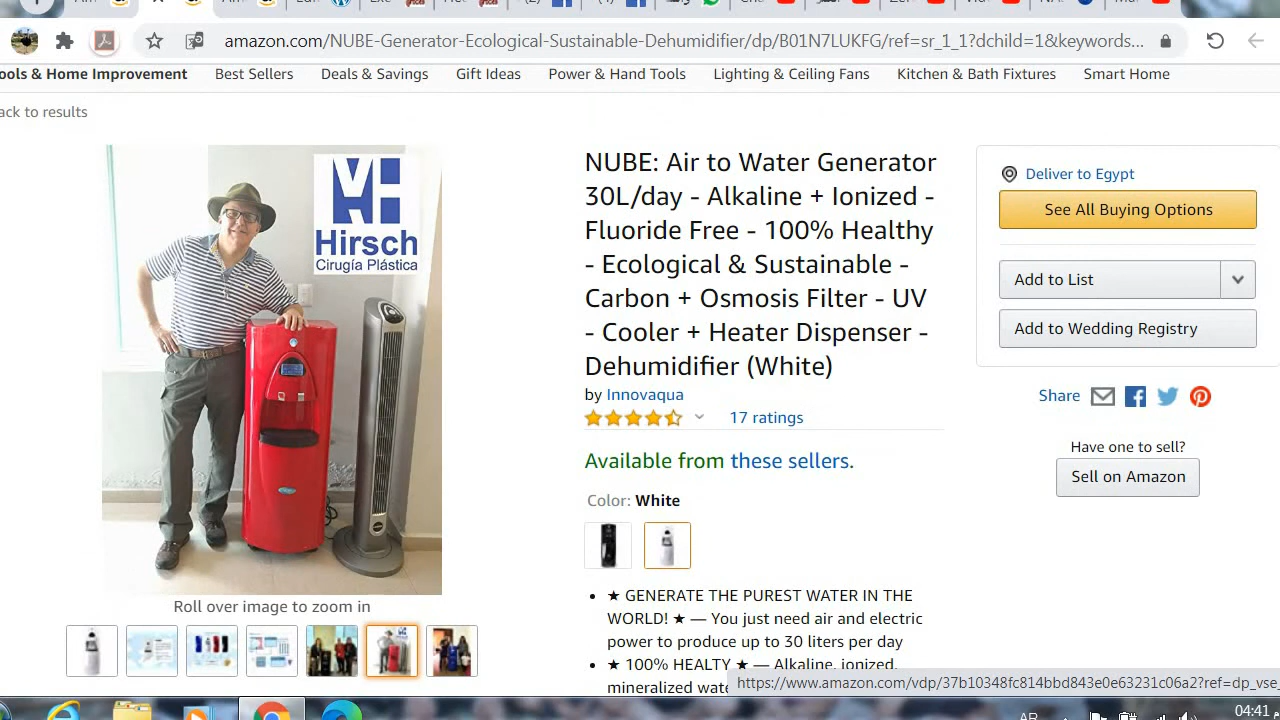 amazon.com/NUBE-Generator-Ecological-Sustainable-Dehumidifier/dp/B01N7LUKFG/ref=sr_1_1?dchild=1&keywords...
ools & Home Improvement Best Sellers Deals & Savings Gift Ideas Power & Hand Tools Lighting & Ceiling Fans Kitchen & Bath Fixtures Smart Home
ack to results
Hirsch
Cirugía Plástica
Roll over image to zoom in
NUBE: Air to Water Generator
30L/day - Alkaline + Ionized -
Fluoride Free - 100% Healthy
- Ecological & Sustainable -
Carbon + Osmosis Filter - UV
- Cooler + Heater Dispenser -
Dehumidifier (White)
by Innovaqua
17 ratings
Available from these sellers.
Color: White
★ GENERATE THE PUREST WATER IN THE
WORLD! ★ — You just need air and electric
power to produce up to 30 liters per day
★ 100% HEALTY ★ — Alkaline, ionized,
mineralized wate
Deliver to Egypt
See All Buying Options
Add to List
Add to Wedding Registry
Share
Have one to sell?
Sell on Amazon
https://www.amazon.com/vdp/37b10348fc814bbd843e0e63231c06a2?ref=dp_vse_
04:41